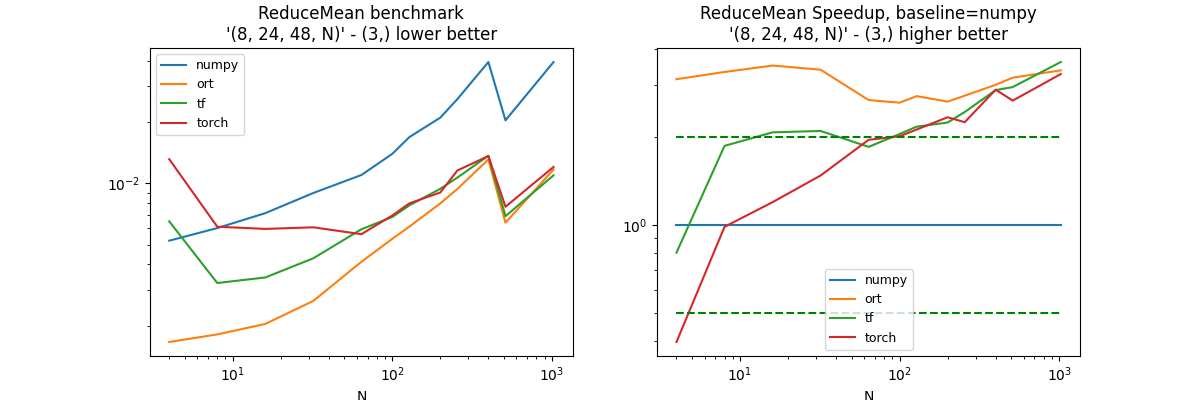 ReduceMean benchmark
'(8, 24, 48, N)' - (3,) lower better
numpy
ort
tf
torch
10⁻²
10¹
10²
10³
N
ReduceMean Speedup, baseline=numpy
'(8, 24, 48, N)' - (3,) higher better
10⁰
numpy
ort
tf
torch
10¹
10²
10³
N